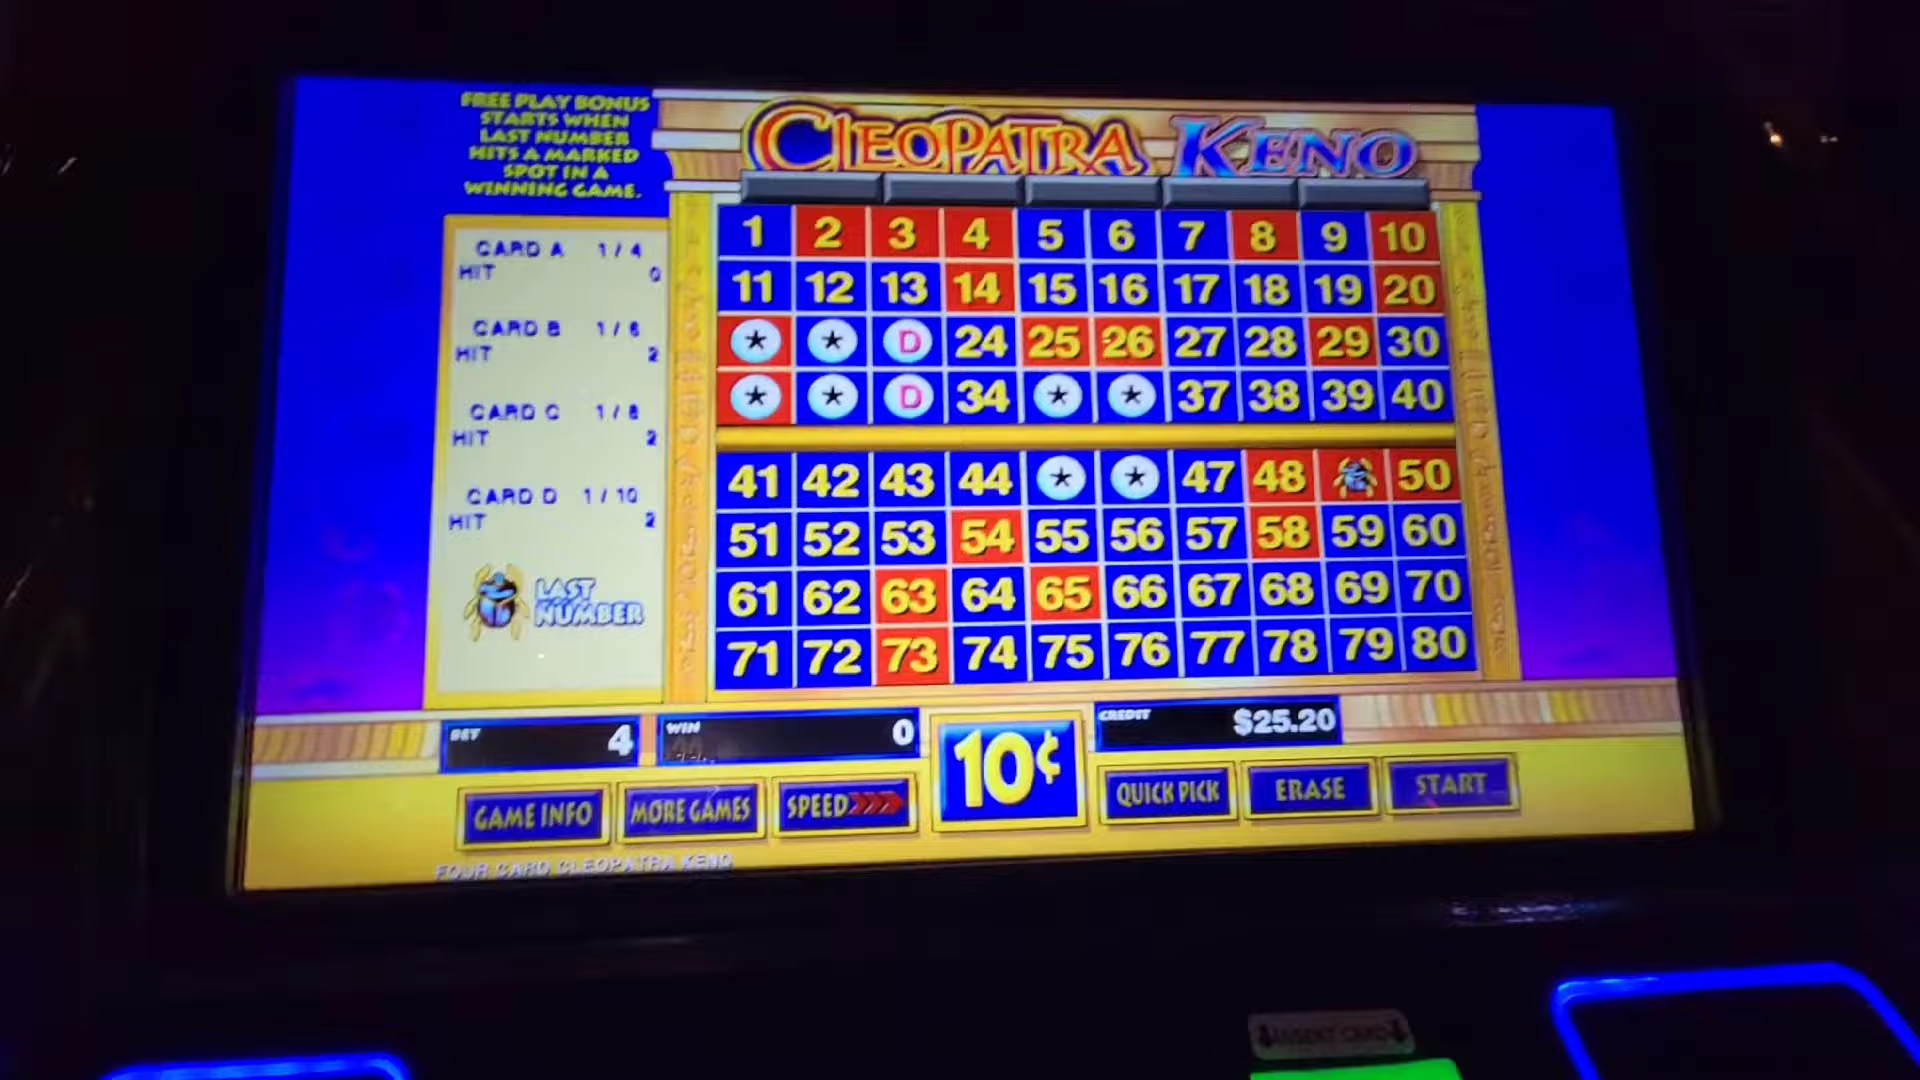 FREE PLAY BONUS
STARTS WHEN
LAST NUMBER
HITS A MARKED
SPOT IN A
WINNING GAME.
CLEOPATRA KENO
CARD A 1/4
HIT 0
CARD B 1/6
HIT 2
CARD C 1/8
HIT 2
CARD D 1/10
HIT 2
LAST
NUMBER
1 2 3 4 5 6 7 8 9 10
11 12 13 14 15 16 17 18 19 20
D 24 25 26 27 28 29 30
D 34 37 38 39 40
41 42 43 44 47 48 50
51 52 53 54 55 56 57 58 59 60
61 62 63 64 65 66 67 68 69 70
71 72 73 74 75 76 77 78 79 80
BET 4
WIN 0
10¢
CREDIT $25.20
GAME INFO
MORE GAMES
SPEED
QUICK PICK
ERASE
START
FOUR CARD CLEOPATRA KENO
INSERT CARD